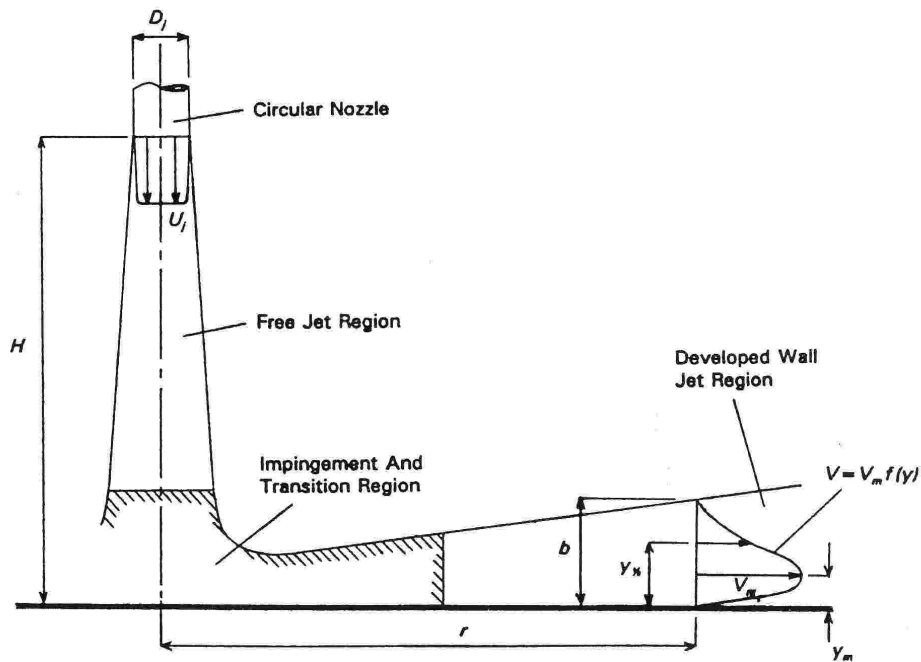 D_j
Circular Nozzle
U_j
H
Free Jet Region
Developed Wall
Jet Region
Impingement And
Transition Region
V = V_m f(y)
b
y_½
V_m
r
y_m